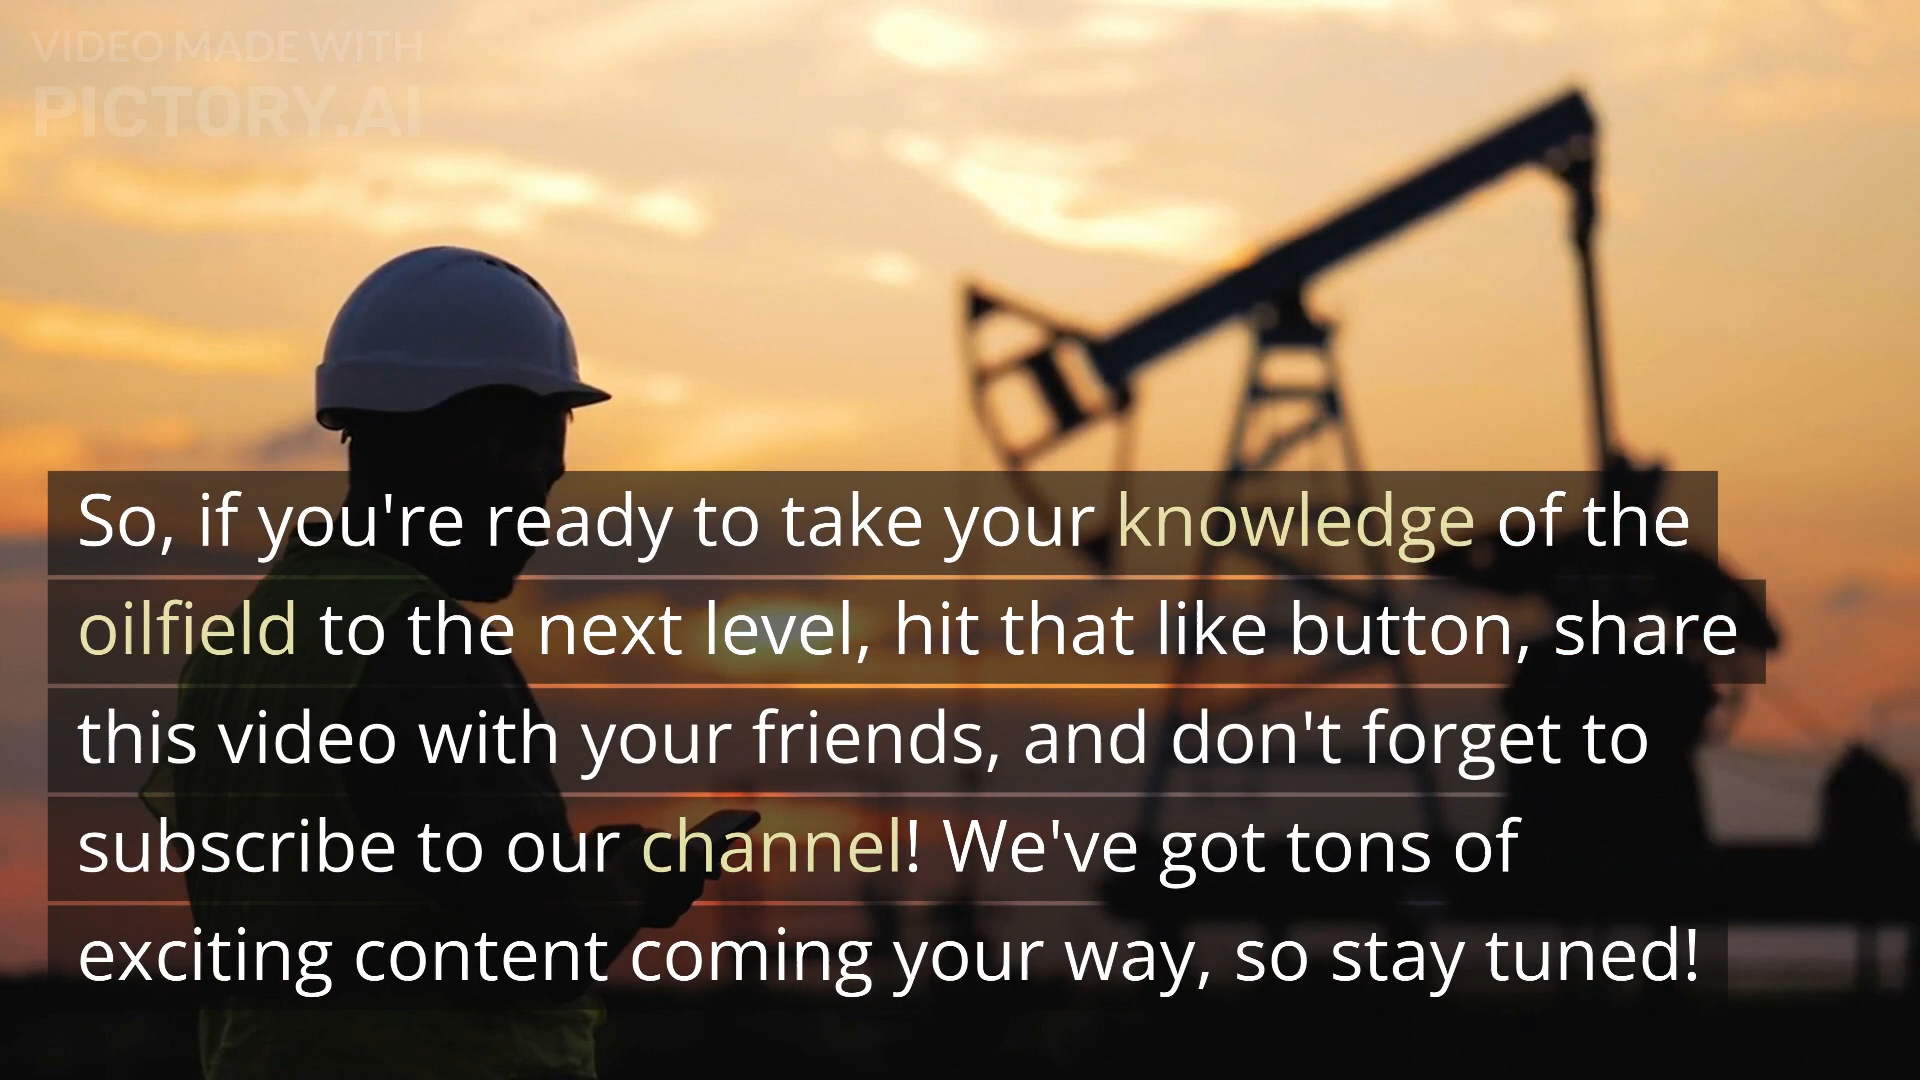 VIDEO MADE WITH
PICTORY.AI
So, if you're ready to take your knowledge of the
oilfield to the next level, hit that like button, share
this video with your friends, and don't forget to
subscribe to our channel! We've got tons of
exciting content coming your way, so stay tuned!